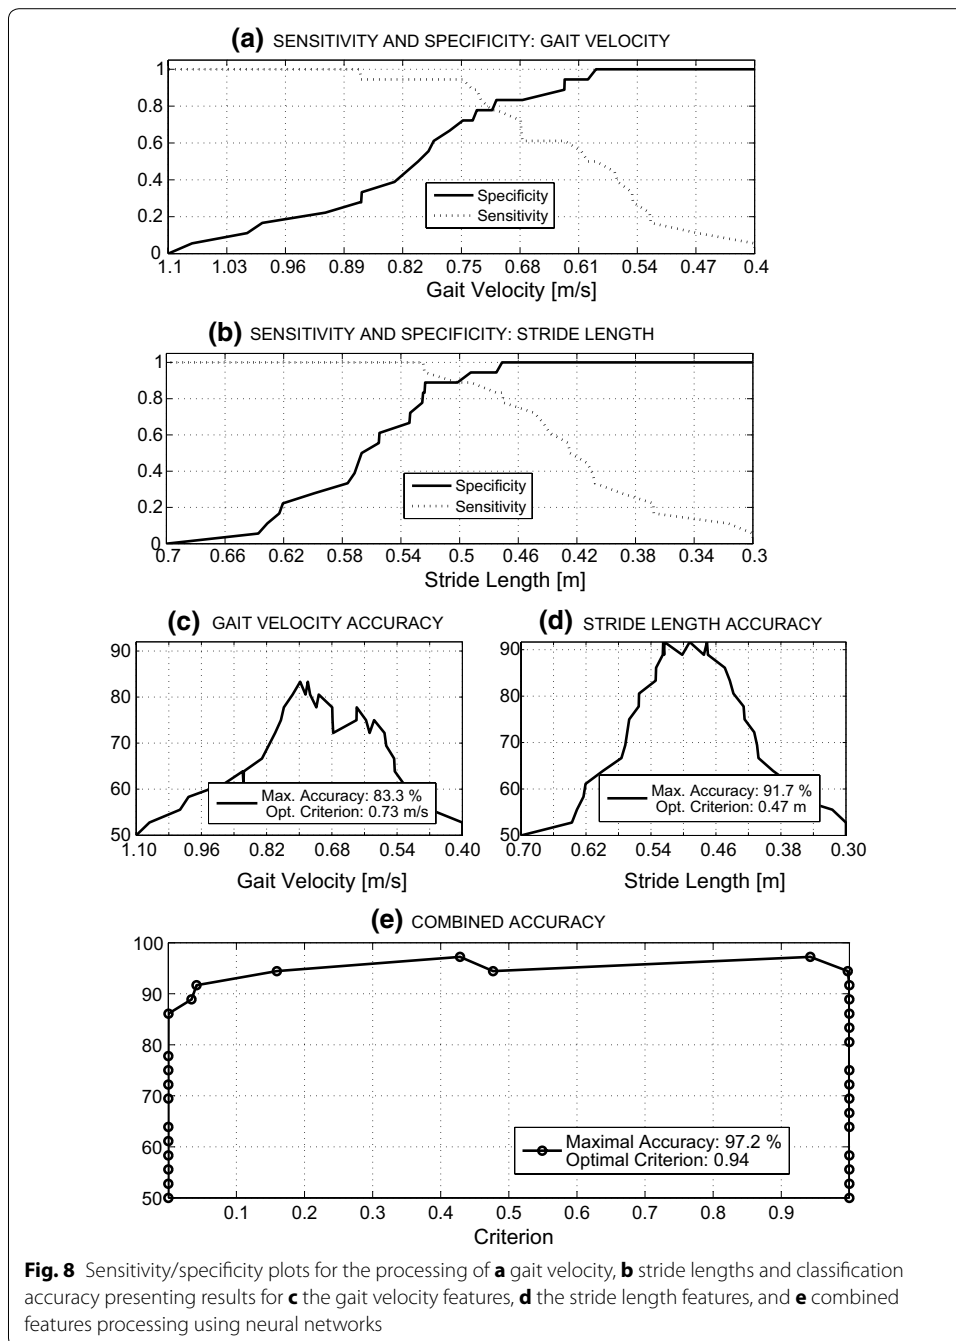 (a) SENSITIVITY AND SPECIFICITY: GAIT VELOCITY
1
0.8
0.6
0.4
0.2
0
Specificity
Sensitivity
1.1 1.03 0.96 0.89 0.82 0.75 0.68 0.61 0.54 0.47 0.4
Gait Velocity [m/s]
(b) SENSITIVITY AND SPECIFICITY: STRIDE LENGTH
1
0.8
0.6
0.4
0.2
0
Specificity
Sensitivity
0.7 0.66 0.62 0.58 0.54 0.5 0.46 0.42 0.38 0.34 0.3
Stride Length [m]
(c) GAIT VELOCITY ACCURACY
90
80
70
60
50
Max. Accuracy: 83.3 %
Opt. Criterion: 0.73 m/s
1.10 0.96 0.82 0.68 0.54 0.40
Gait Velocity [m/s]
(d) STRIDE LENGTH ACCURACY
90
80
70
60
50
Max. Accuracy: 91.7 %
Opt. Criterion: 0.47 m
0.70 0.62 0.54 0.46 0.38 0.30
Stride Length [m]
(e) COMBINED ACCURACY
100
90
80
70
60
50
Maximal Accuracy: 97.2 %
Optimal Criterion: 0.94
0.1 0.2 0.3 0.4 0.5 0.6 0.7 0.8 0.9
Criterion
Fig. 8 Sensitivity/specificity plots for the processing of a gait velocity, b stride lengths and classification
accuracy presenting results for c the gait velocity features, d the stride length features, and e combined
features processing using neural networks